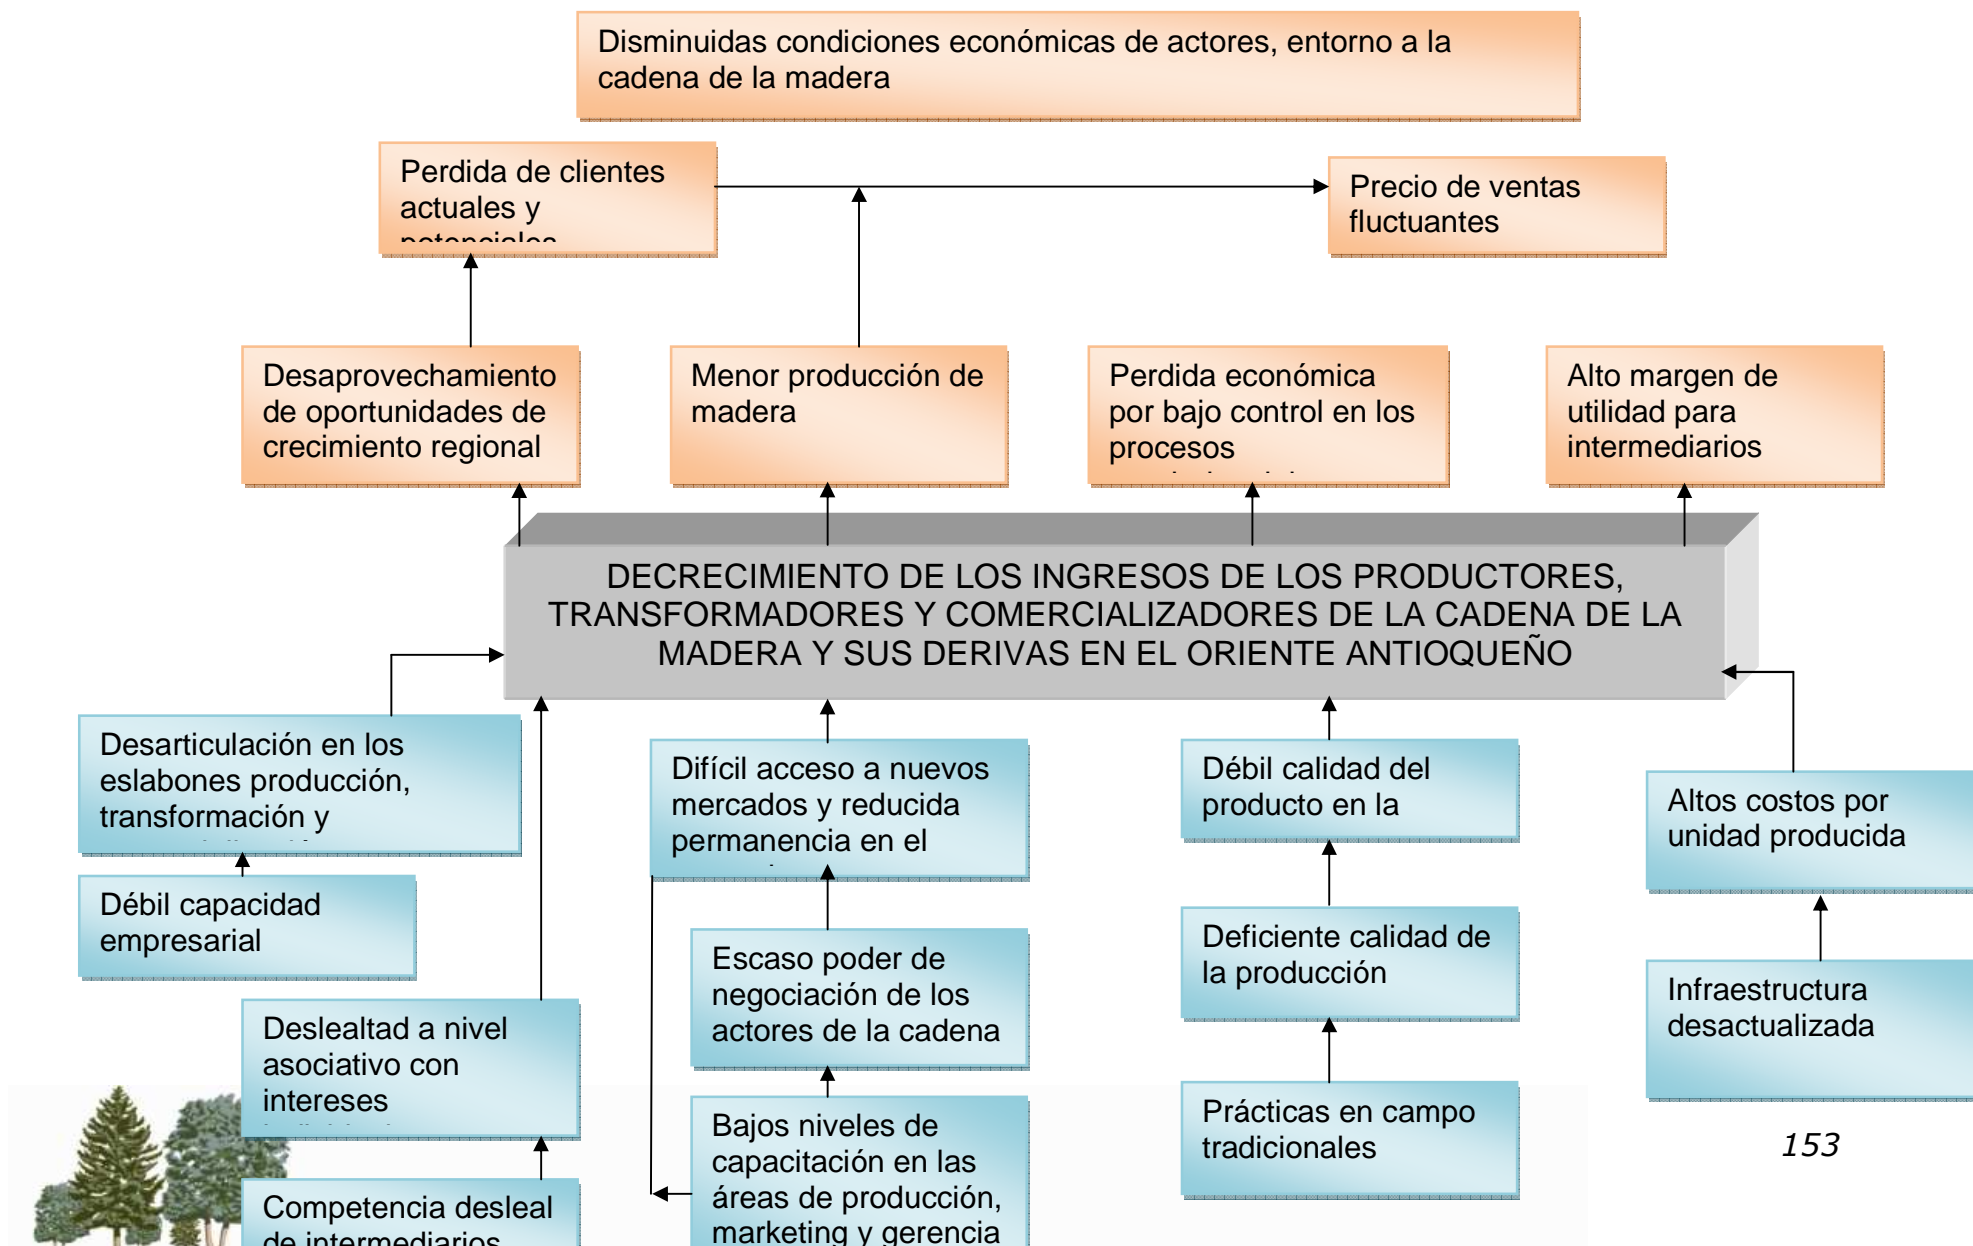 Disminuidas condiciones económicas de actores, entorno a la
cadena de la madera
Perdida de clientes
actuales y
potenciales
Precio de ventas
fluctuantes
Desaprovechamiento
de oportunidades de
crecimiento regional
Menor producción de
madera
Perdida económica
por bajo control en los
procesos
Alto margen de
utilidad para
intermediarios
DECRECIMIENTO DE LOS INGRESOS DE LOS PRODUCTORES,
TRANSFORMADORES Y COMERCIALIZADORES DE LA CADENA DE LA
MADERA Y SUS DERIVAS EN EL ORIENTE ANTIOQUEÑO
Desarticulación en los
eslabones producción,
transformación y
Difícil acceso a nuevos
mercados y reducida
permanencia en el
Débil calidad del
producto en la
Altos costos por
unidad producida
Débil capacidad
empresarial
Escaso poder de
negociación de los
actores de la cadena
Deficiente calidad de
la producción
Infraestructura
desactualizada
Deslealtad a nivel
asociativo con
intereses
Bajos niveles de
capacitación en las
áreas de producción,
marketing y gerencia
Prácticas en campo
tradicionales
Competencia desleal
de intermediarios
153